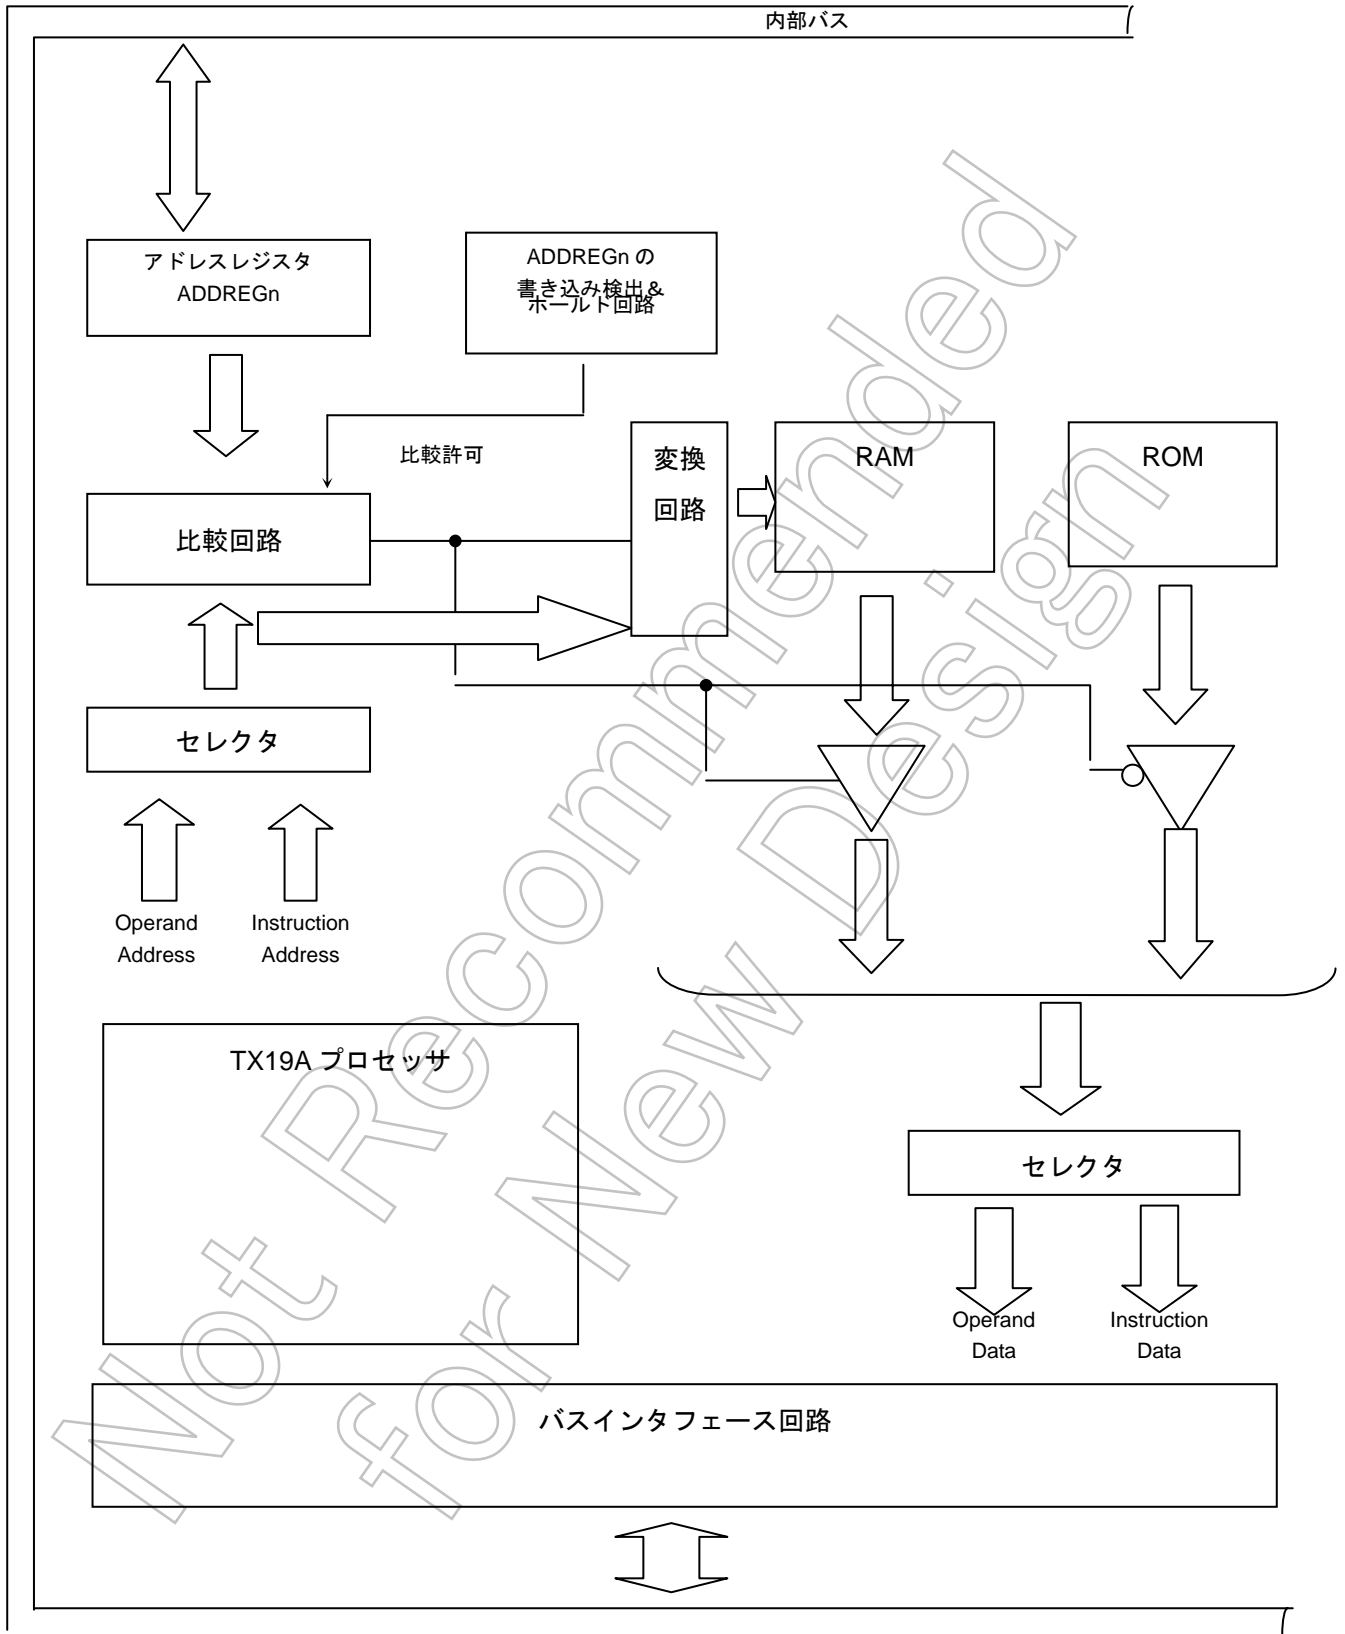 内部バス
アドレスレジスタ
ADDREGn
ADDREGn の
書き込み検出＆
ホールド回路
比較許可
変換
回路
RAM
ROM
比較回路
セレクタ
Operand
Address
Instruction
Address
TX19A プロセッサ
セレクタ
Operand
Data
Instruction
Data
バスインタフェース回路
Not Recommended
for New Design